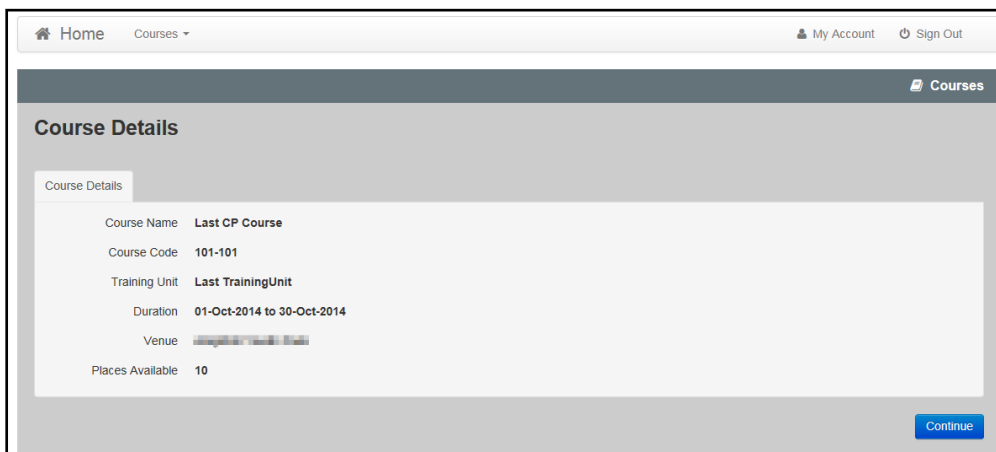 Home Courses My Account Sign Out
Courses
Course Details
Course Details
Course Name Last CP Course
Course Code 101-101
Training Unit Last TrainingUnit
Duration 01-Oct-2014 to 30-Oct-2014
Venue
Places Available 10
Continue